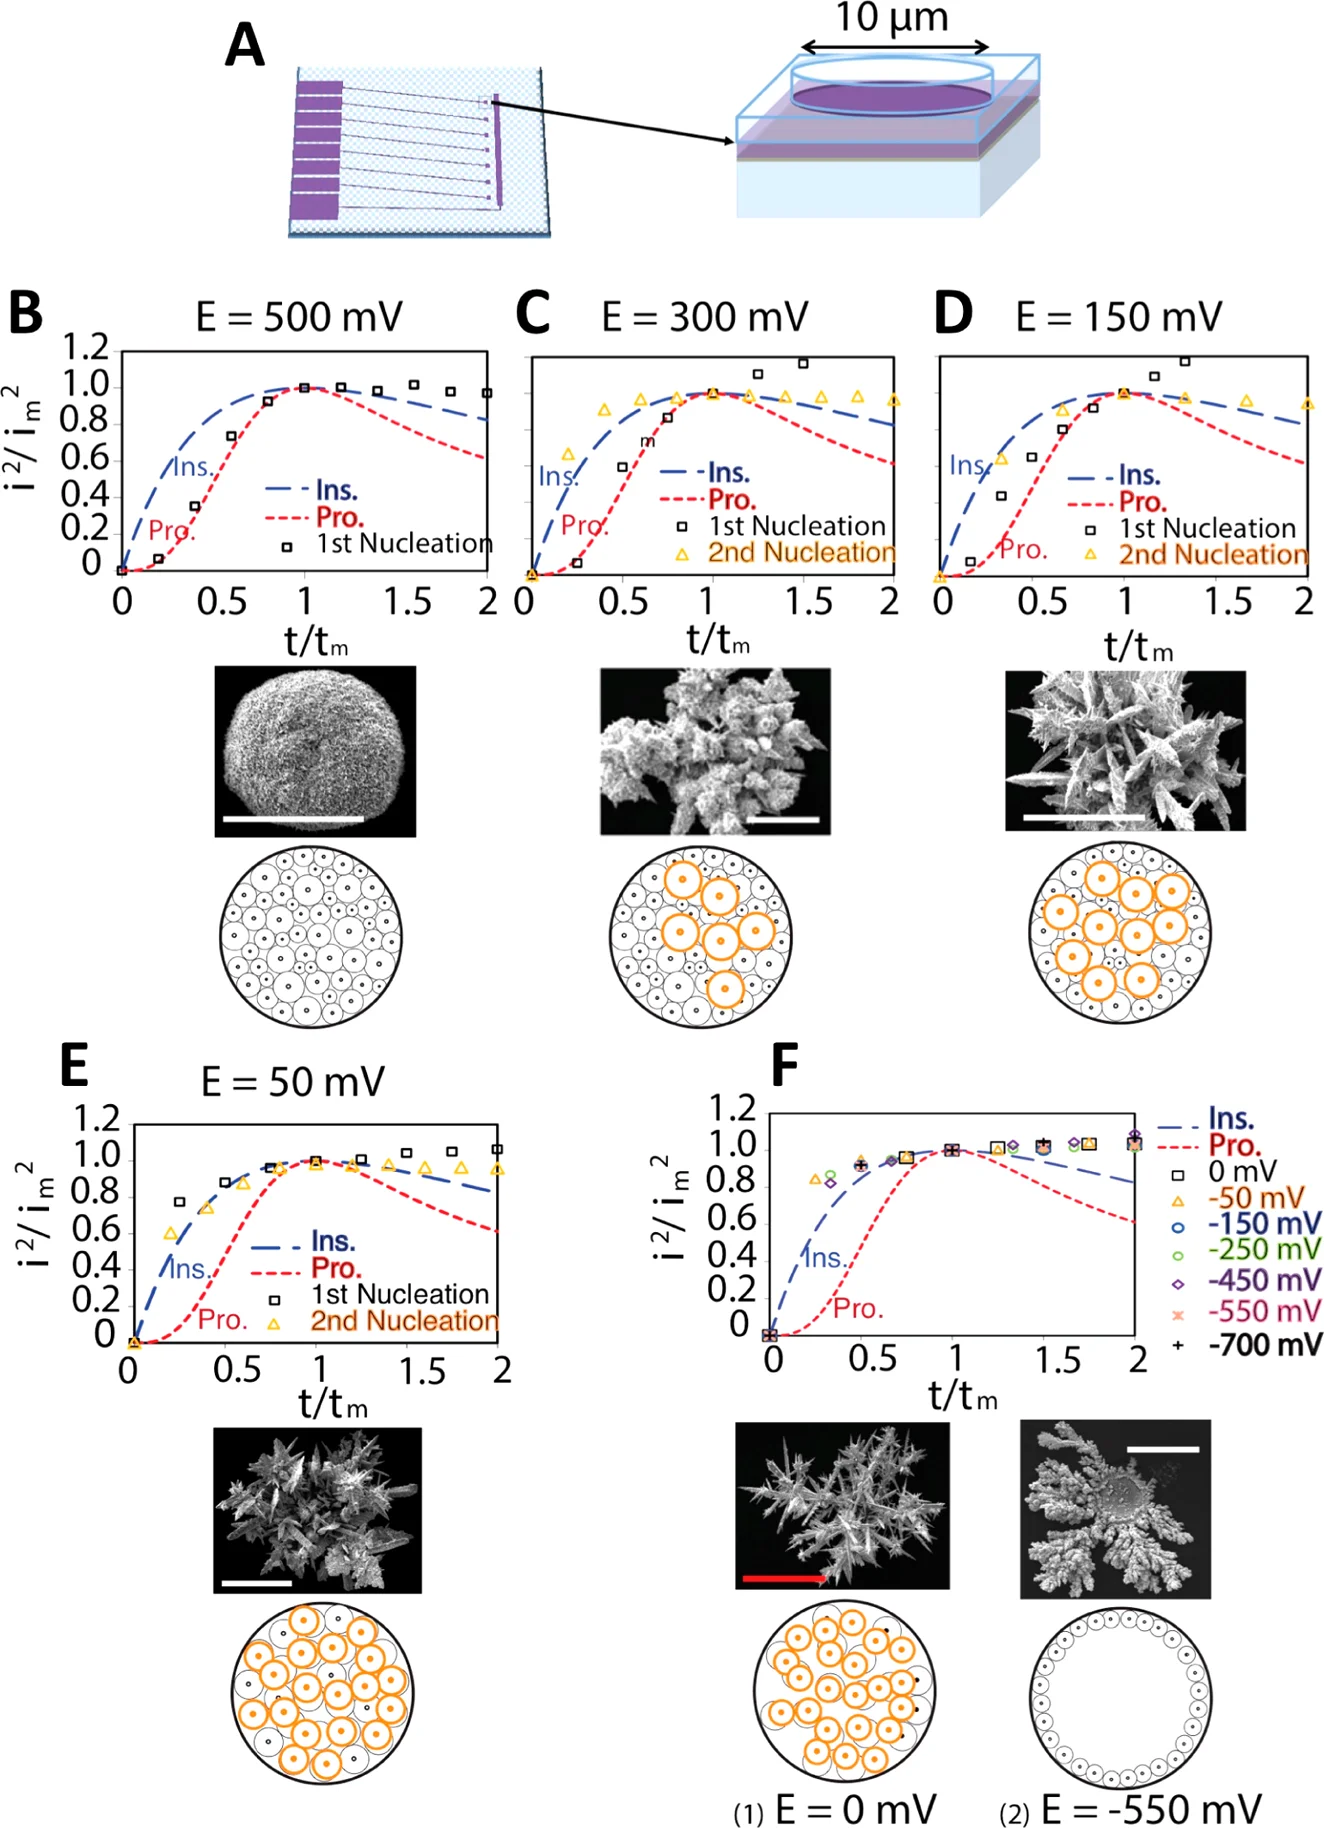 A
10 µm
B
E = 500 mV
C
E = 300 mV
D
E = 150 mV
1.2
1.0
0.8
0.6
0.4
0.2
0
i²/ iₘ²
Ins.
Pro.
Ins.
Pro.
1st Nucleation
0
0.5
1
1.5
2
t/tₘ
m
Ins.
Pro.
Ins.
Pro.
1st Nucleation
2nd Nucleation
0
0.5
1
1.5
2
t/tₘ
Ins.
Pro.
Ins.
Pro.
1st Nucleation
2nd Nucleation
0
0.5
1
1.5
2
t/tₘ
E
E = 50 mV
1.2
1.0
0.8
0.6
0.4
0.2
0
i²/ iₘ²
Ins.
Pro.
Ins.
Pro.
1st Nucleation
2nd Nucleation
0
0.5
1
1.5
2
t/tₘ
F
1.2
1.0
0.8
0.6
0.4
0.2
0
i²/ iₘ²
Ins.
Pro.
Ins.
Pro.
0 mV
-50 mV
-150 mV
-250 mV
-450 mV
-550 mV
-700 mV
0
0.5
1
1.5
2
t/tₘ
(1) E = 0 mV
(2) E = -550 mV